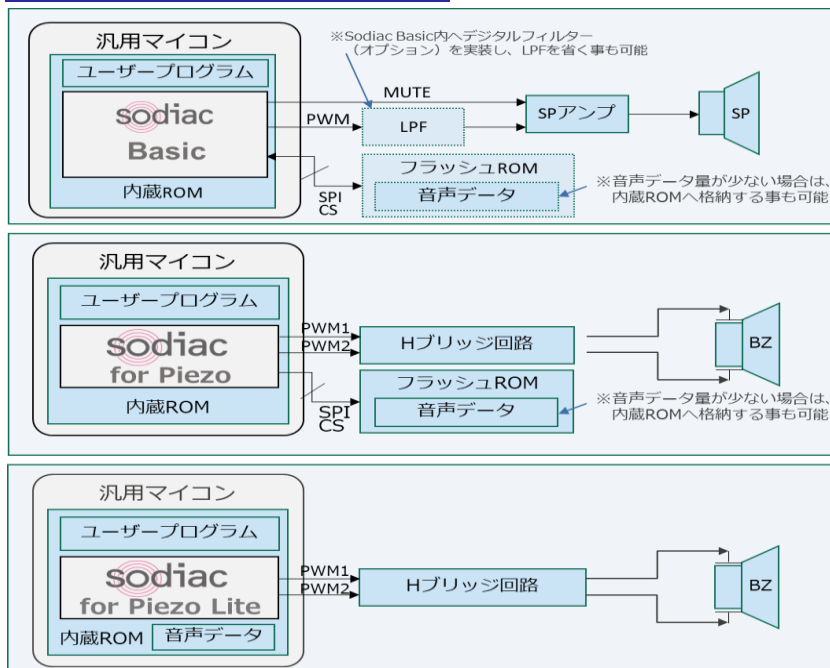 汎用マイコン
ユーザープログラム
sodiac
Basic
内蔵ROM
※Sodiac Basic内へデジタルフィルター
（オプション）を実装し、LPFを省く事も可能
MUTE
PWM
LPF
SPアンプ
SP
SPI
CS
フラッシュROM
音声データ
※音声データ量が少ない場合は、
内蔵ROMへ格納する事も可能
汎用マイコン
ユーザープログラム
sodiac
for Piezo
内蔵ROM
PWM1
PWM2
Hブリッジ回路
BZ
SPI
CS
フラッシュROM
音声データ
※音声データ量が少ない場合は、
内蔵ROMへ格納する事も可能
汎用マイコン
ユーザープログラム
sodiac
for Piezo Lite
内蔵ROM 音声データ
PWM1
PWM2
Hブリッジ回路
BZ